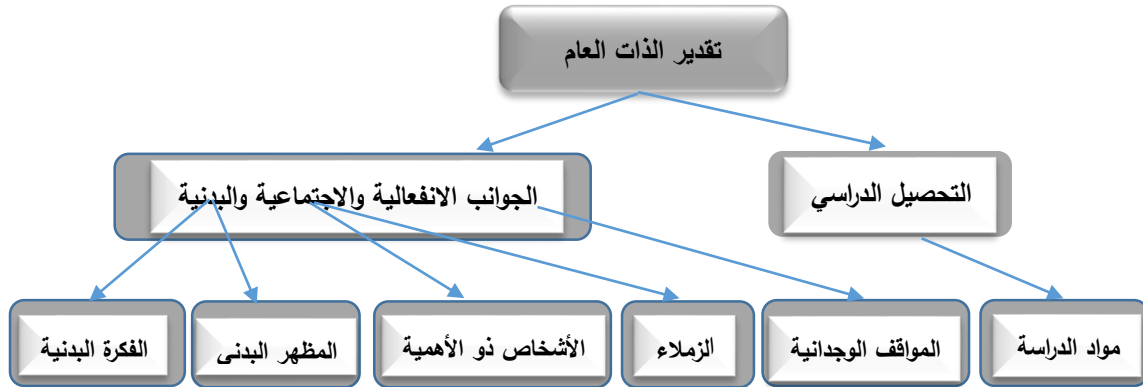 تقدير الذات العام
التحصيل الدراسي
الجوانب الانفعالية والاجتماعية والبدنية
مواد الدراسة
المواقف الوجدانية
الزملاء
الأشخاص ذو الأهمية
المظهر البدنى
الفكرة البدنية